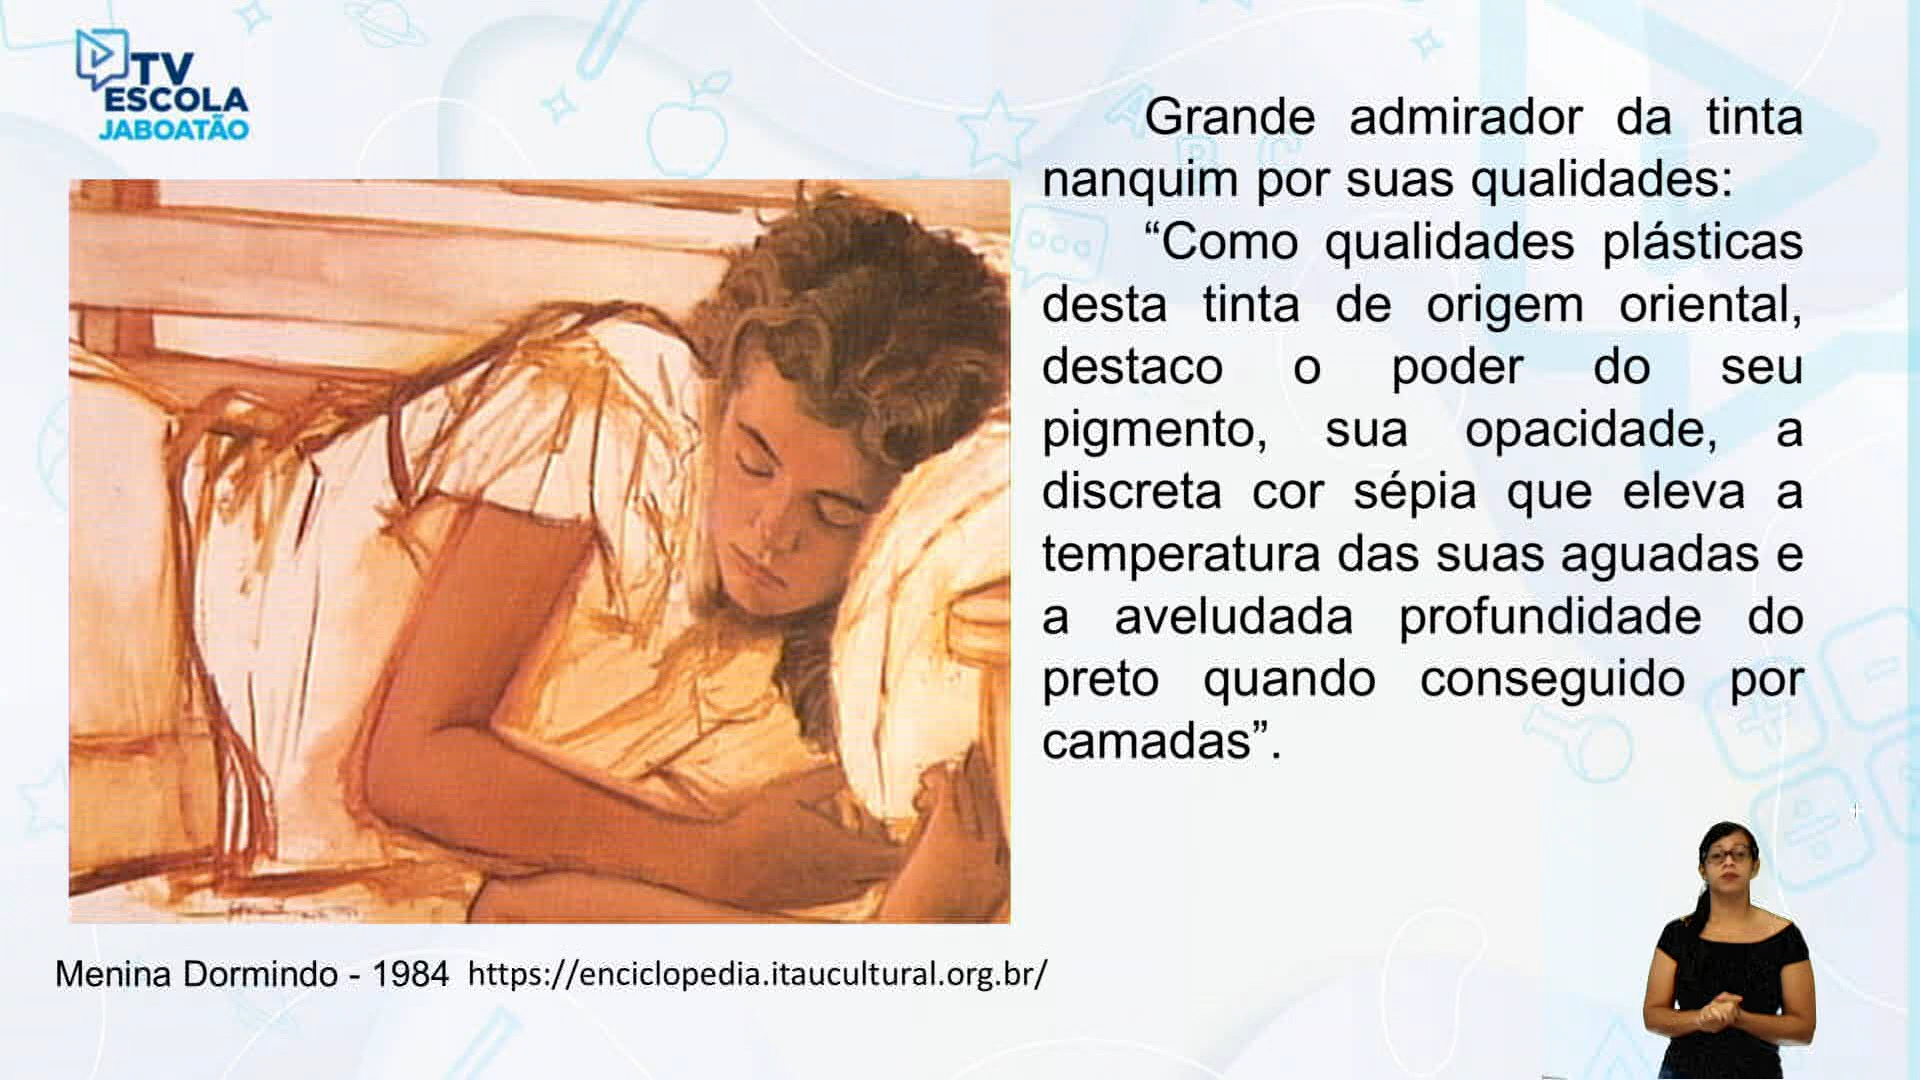 TV
ESCOLA
JABOATÃO
Grande admirador da tinta
nanquim por suas qualidades:
“Como qualidades plásticas
desta tinta de origem oriental,
destaco o poder do seu
pigmento, sua opacidade, a
discreta cor sépia que eleva a
temperatura das suas aguadas e
a aveludada profundidade do
preto quando conseguido por
camadas”.
Menina Dormindo - 1984 https://enciclopedia.itaucultural.org.br/